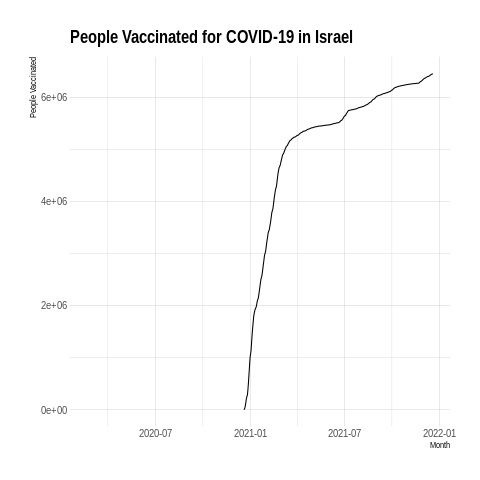 People Vaccinated for COVID-19 in Israel
People Vaccinated
6e+06
4e+06
2e+06
0e+00
2020-07 2021-01 2021-07 2022-01
Month